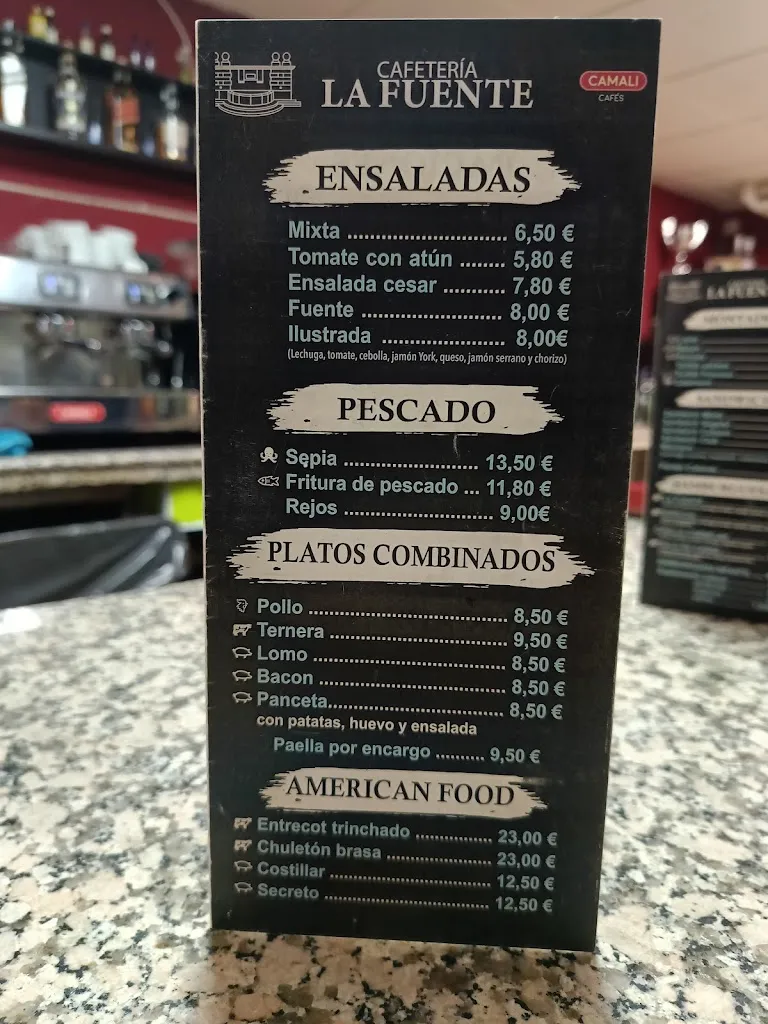 CAFETERÍA
LA FUENTE
CAMALI
CAFÉS
ENSALADAS
Mixta ............................ 6,50 €
Tomate con atún ........ 5,80 €
Ensalada cesar ........... 7,80 €
Fuente ......................... 8,00 €
Ilustrada ..................... 8,00€
(Lechuga, tomate, cebolla, jamón York, queso, jamón serrano y chorizo)
PESCADO
Sepia ........................ 13,50 €
Fritura de pescado ... 11,80 €
Rejos ........................... 9,00€
PLATOS COMBINADOS
Pollo .................................... 8,50 €
Ternera ................................ 9,50 €
Lomo ................................... 8,50 €
Bacon .................................. 8,50 €
Panceta................................ 8,50 €
con patatas, huevo y ensalada
Paella por encargo .......... 9,50 €
AMERICAN FOOD
Entrecot trinchado ............... 23,00 €
Chuletón brasa .................... 23,00 €
Costillar ............................... 12,50 €
Secreto ................................ 12,50 €
LA FUENTE